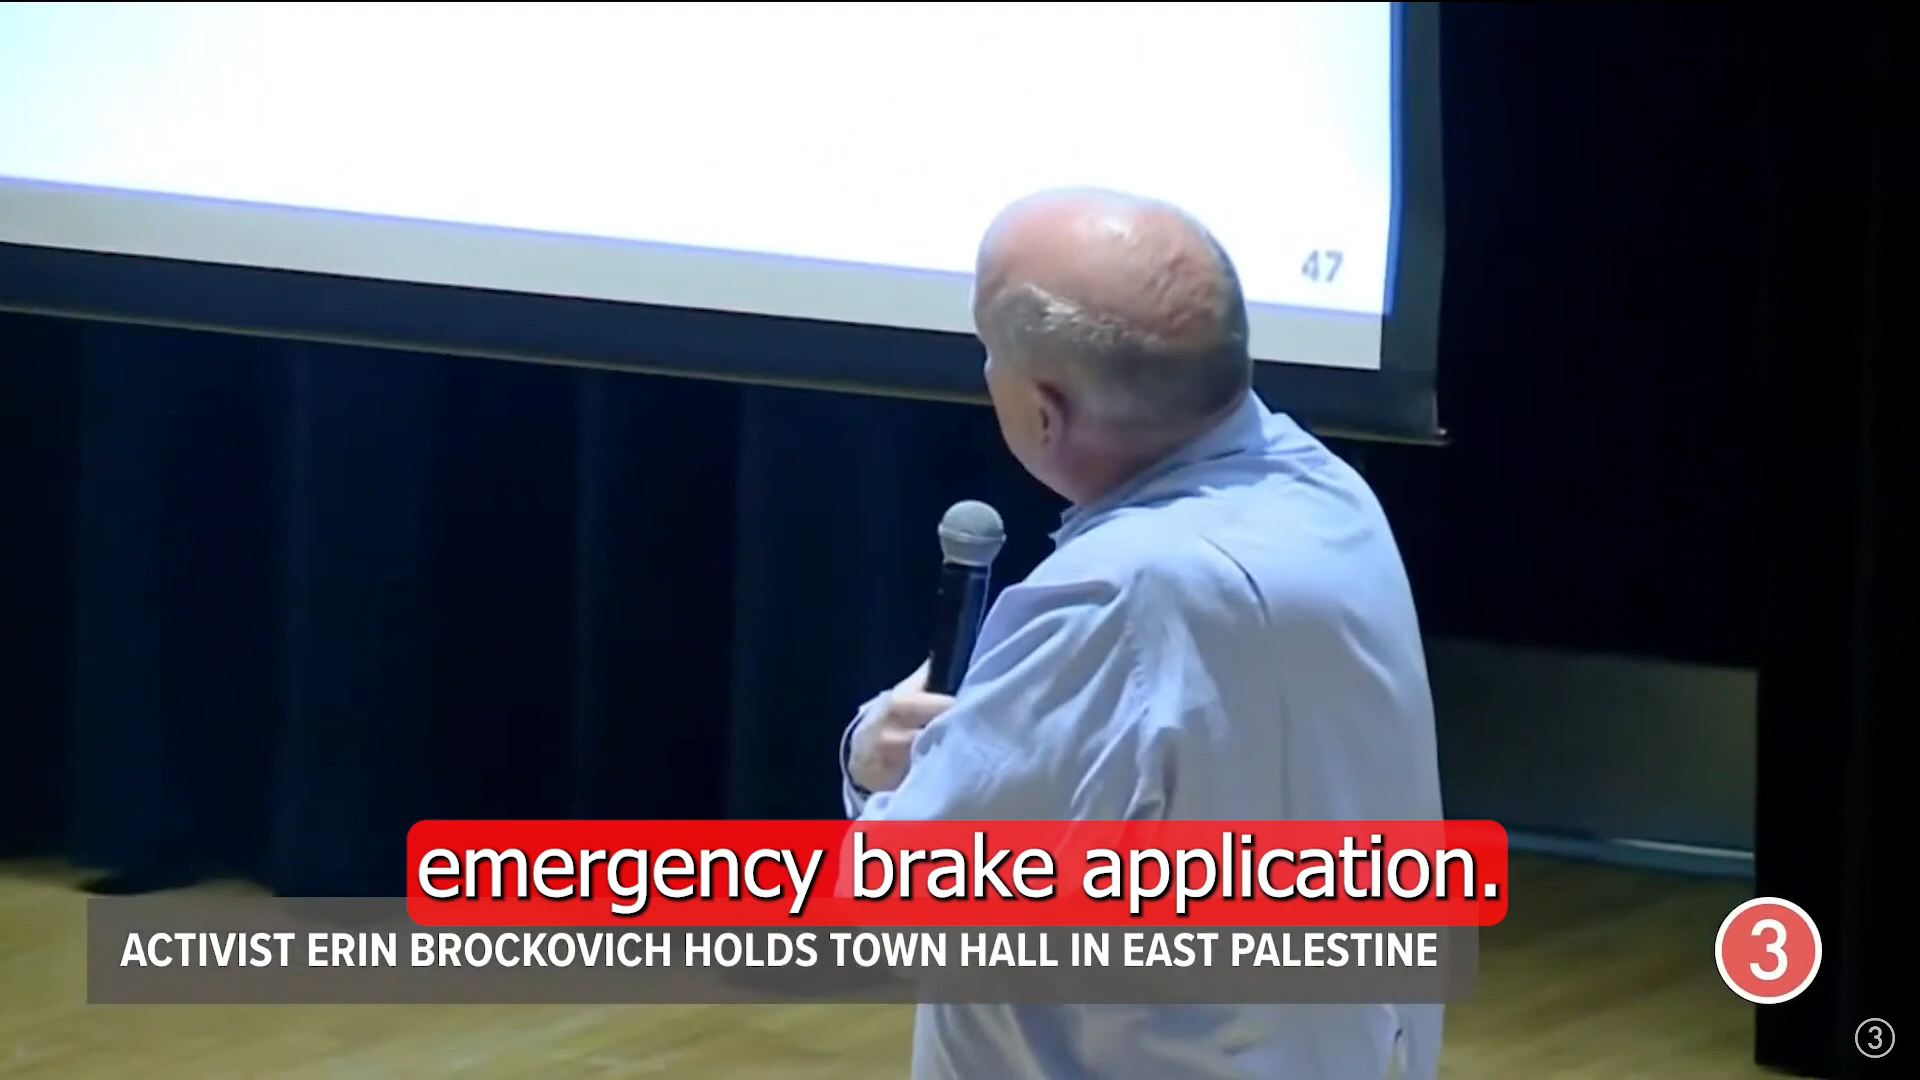 47
emergency brake application.
ACTIVIST ERIN BROCKOVICH HOLDS TOWN HALL IN EAST PALESTINE
3
3